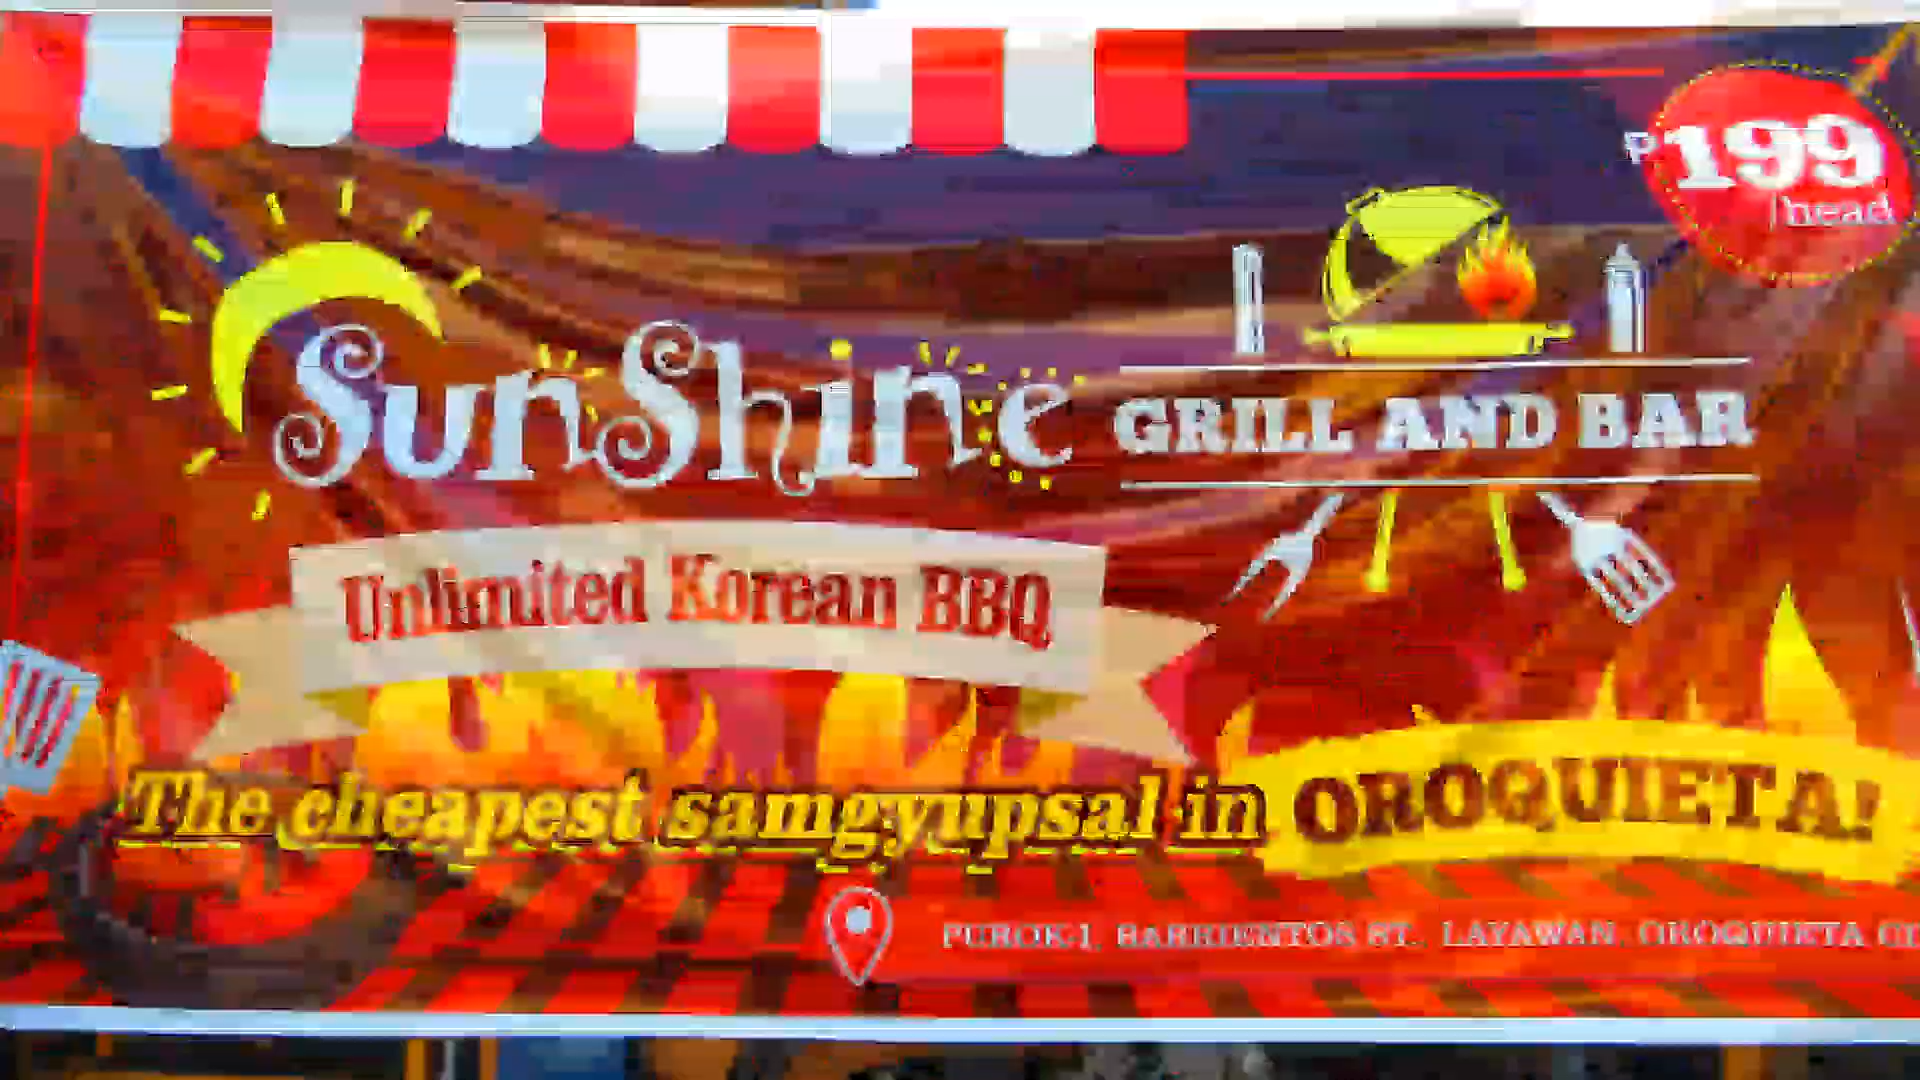 ₱199
/head
SunShine GRILL AND BAR
Unlimited Korean BBQ
The cheapest samgyupsal in OROQUIETA!
PUROK-1, BARRIENTOS ST., LAYAWAN, OROQUIETA CI